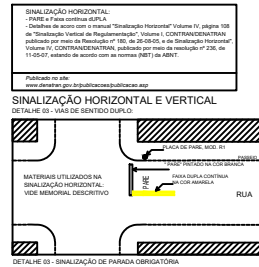 SINALIZAÇÃO HORIZONTAL:
- PARE e Faixa contínua dUPLA
- Detalhes de acoro com o manual "Sinalização Horizontal" Volume IV, página 108
de "Sinalização Vertical de Regulamentação", Volume I, CONTRAN/DENATRAN
publicado por meio da Resolução nº 180, de 26-08-05, e de Sinalização Horizontal",
Volume IV, CONTRAN/DENATRAN, publicado por meio da resolução nº 236, de
11-05-07, extando de acordo com as normas (NBT) da ABNT.
Publicado no site:
www.denatran.gov.br/publicacoes/publicacao.asp
SINALIZAÇÃO HORIZONTAL E VERTICAL
DETALHE 03 - VIAS DE SENTIDO DUPLO:
PLACA DE PARE, MOD. R1
PASSEIO
"PARE" PINTADO NA COR BRANCA
PARE
FAIXA DUPLA CONTÍNUA
NA COR AMARELA
MATERIAIS UTILIZADOS NA
SINALIZAÇÃO HORIZONTAL:
VIDE MEMORIAL DESCRITIVO
RUA
DETALHE 03 - SINALIZAÇÃO DE PARADA OBRIGATÓRIA